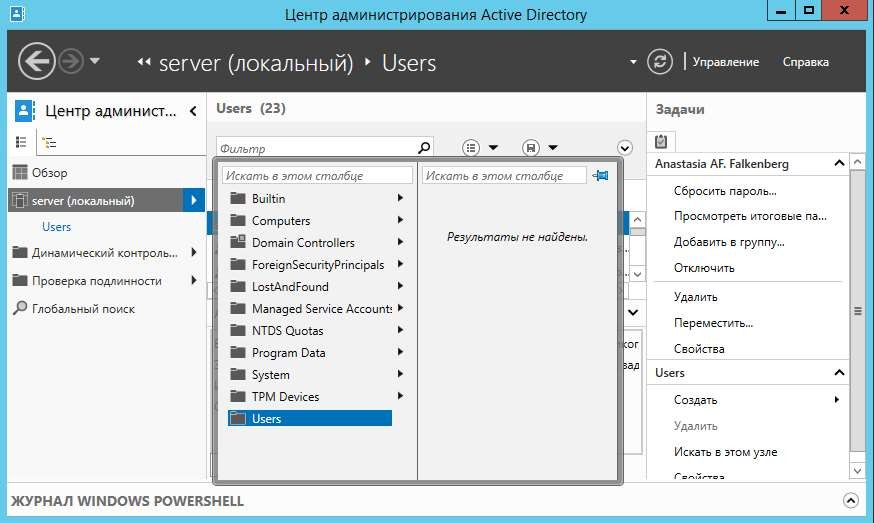 Центр администрирования Active Directory
server (локальный) Users
Управление
Справка
Центр админист...
Обзор
server (локальный)
Users
Динамический контроль...
Проверка подлинности
Глобальный поиск
Users (23)
Фильтр
Искать в этом столбце
Builtin
Computers
Domain Controllers
ForeignSecurityPrincipals
LostAndFound
Managed Service Accounts
NTDS Quotas
Program Data
System
TPM Devices
Users
Искать в этом столбце
Результаты не найдены.
Задачи
Anastasia AF. Falkenberg
Сбросить пароль...
Просмотреть итоговые па...
Добавить в группу...
Отключить
Удалить
Переместить...
Свойства
Users
Создать
Удалить
Искать в этом узле
Свойства
ЖУРНАЛ WINDOWS POWERSHELL